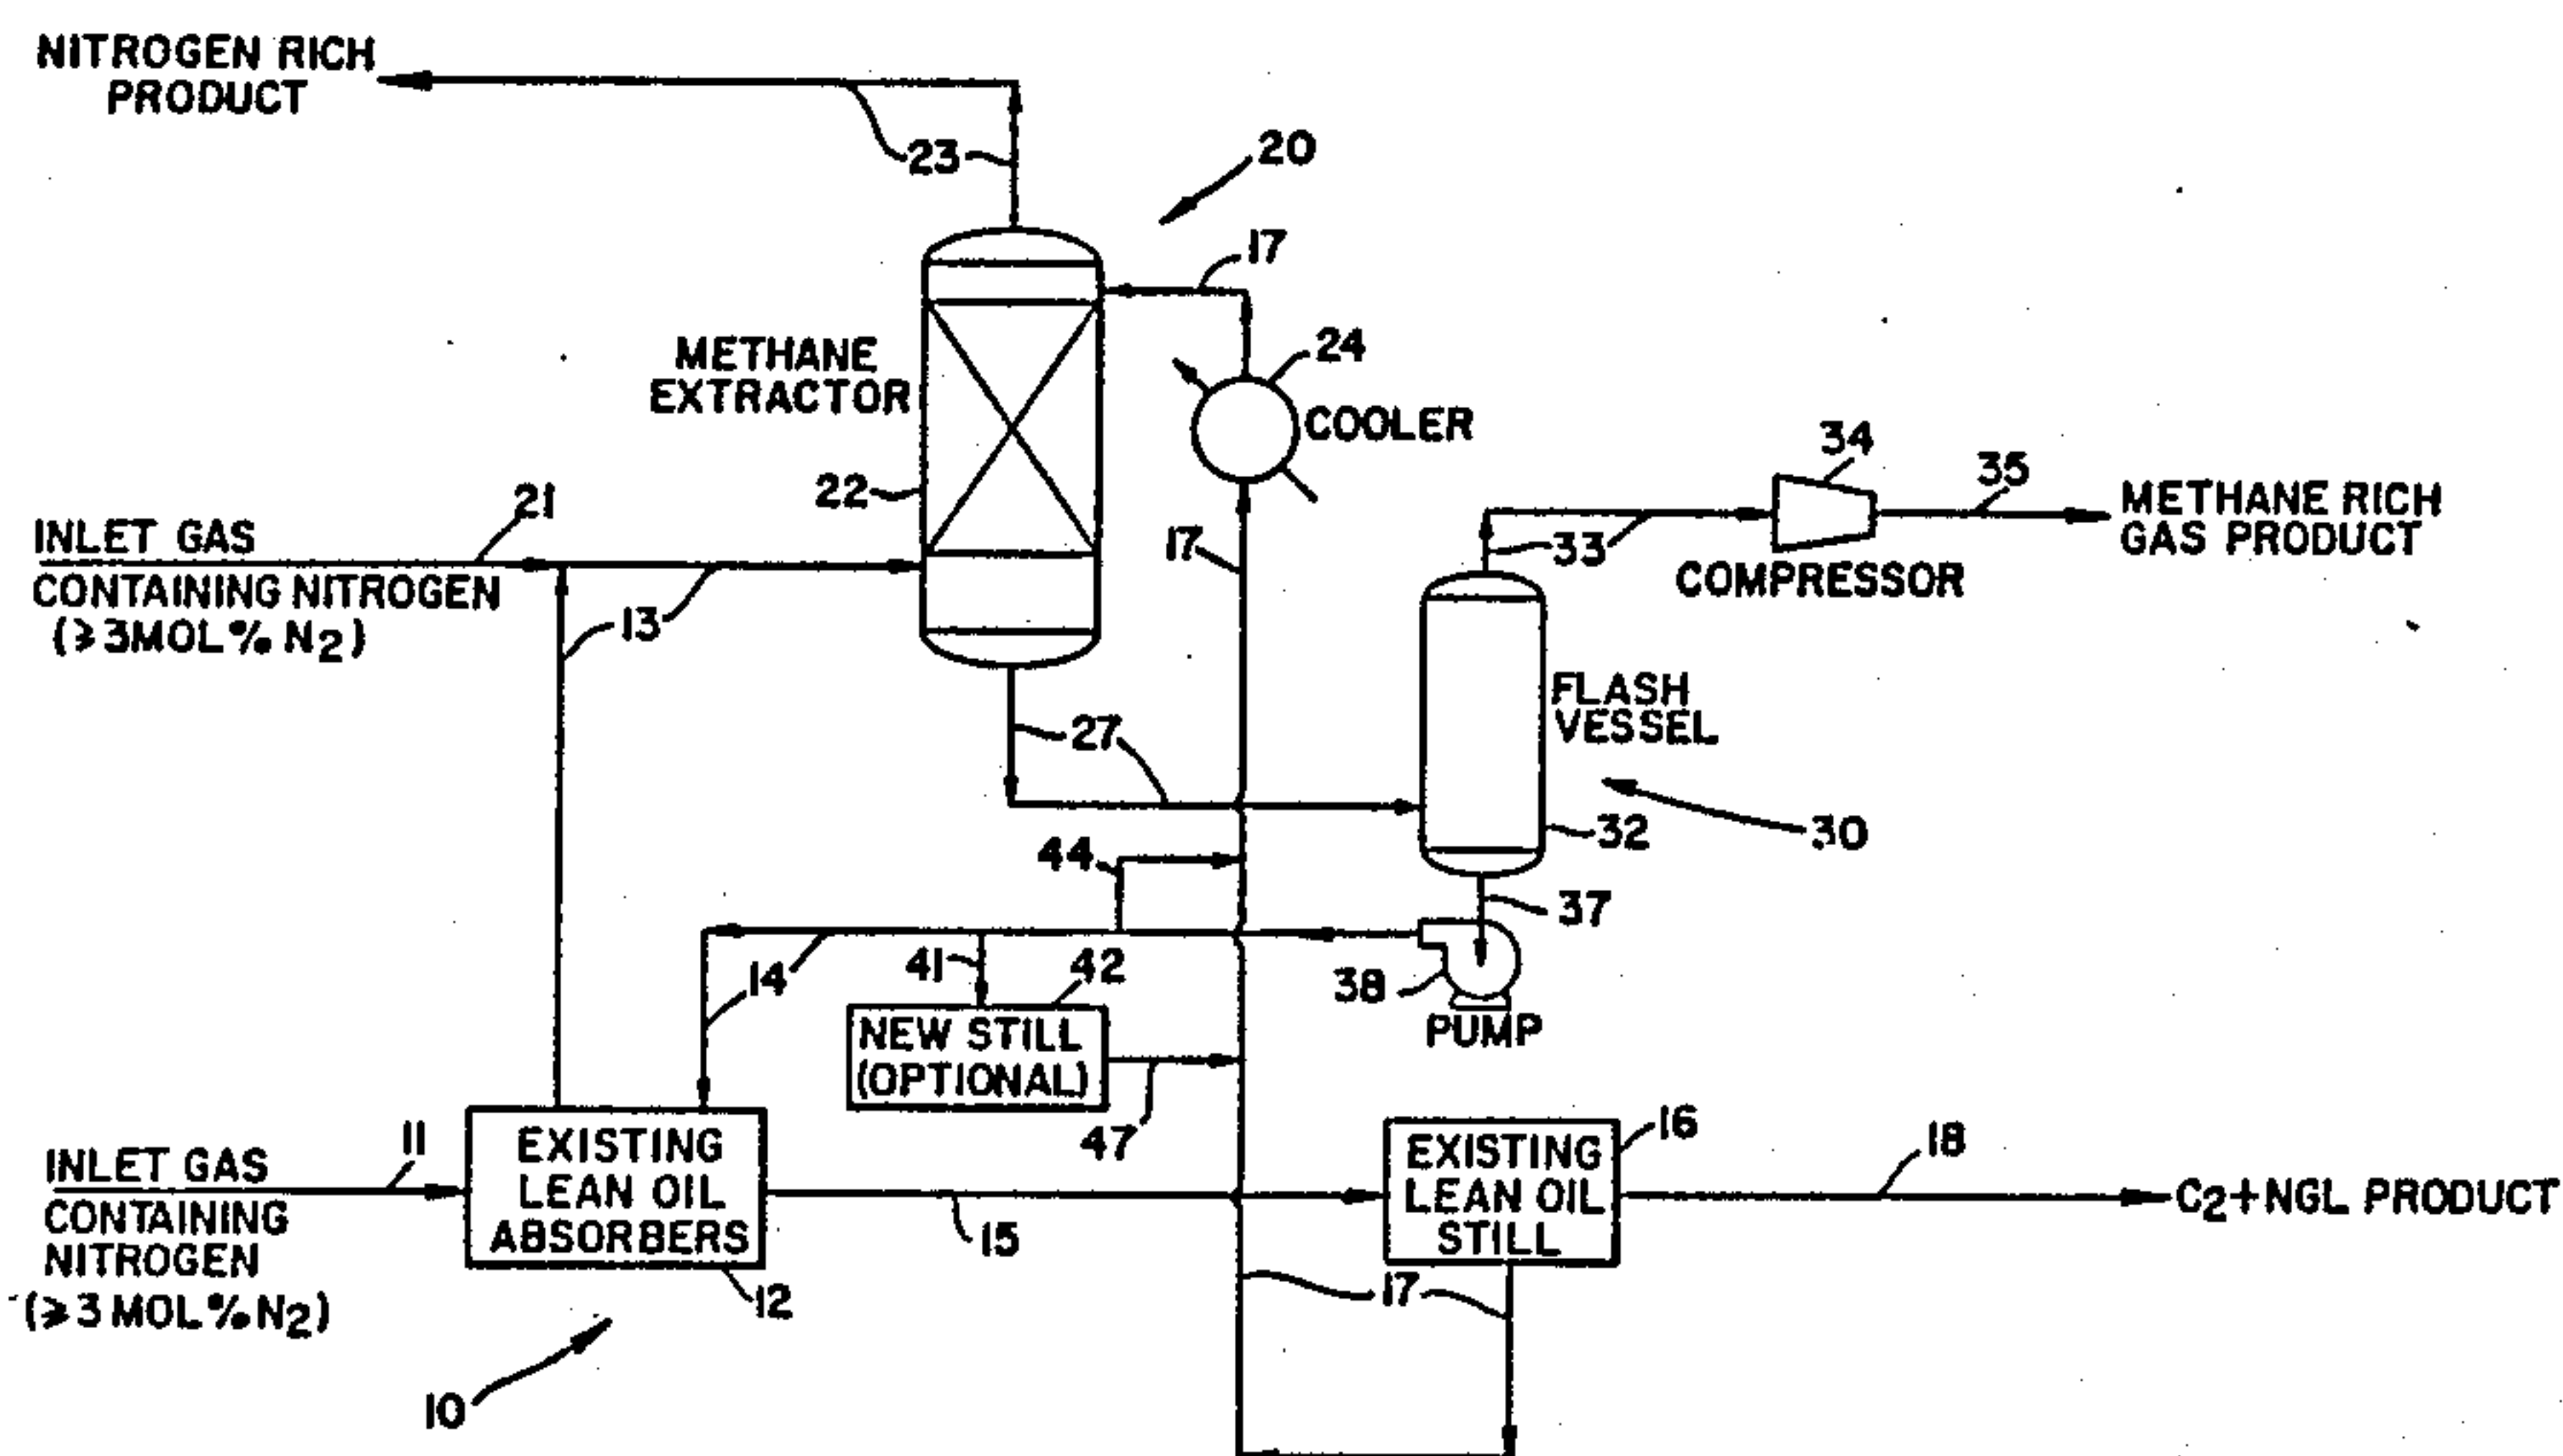 NITROGEN RICH
PRODUCT
23
20
17
METHANE
EXTRACTOR
24
COOLER
22
34
35
METHANE RICH
GAS PRODUCT
21
INLET GAS
CONTAINING NITROGEN
(≥3MOL% N2)
13
17
33
COMPRESSOR
FLASH
VESSEL
27
32
30
44
37
14
41
42
38
PUMP
NEW STILL
(OPTIONAL)
47
11
INLET GAS
CONTAINING
NITROGEN
(≥3 MOL% N2)
EXISTING
LEAN OIL
ABSORBERS
12
15
EXISTING
LEAN OIL
STILL
16
18
C2+NGL PRODUCT
17
10